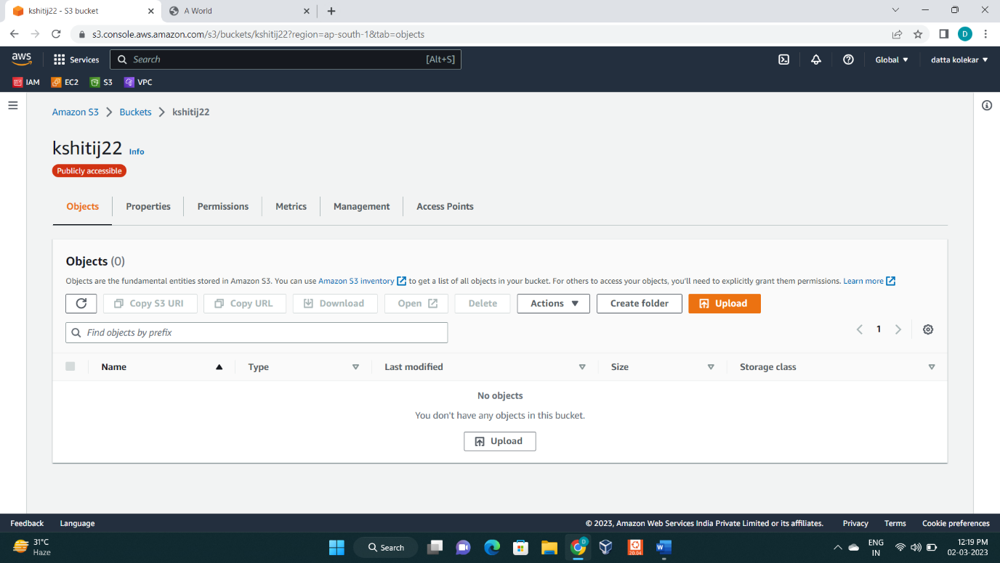 kshitij22 - S3 bucket
A World
s3.console.aws.amazon.com/s3/buckets/kshitij22?region=ap-south-1&tab=objects
D
aws
Services
Search
[Alt+S]
Global
datta kolekar
IAM
EC2
S3
VPC
Amazon S3
Buckets
kshitij22
kshitij22 Info
Publicly accessible
Objects
Properties
Permissions
Metrics
Management
Access Points
Objects (0)
Objects are the fundamental entities stored in Amazon S3. You can use Amazon S3 inventory to get a list of all objects in your bucket. For others to access your objects, you'll need to explicitly grant them permissions. Learn more
Copy S3 URI
Copy URL
Download
Open
Delete
Actions
Create folder
Upload
Find objects by prefix
1
Name
Type
Last modified
Size
Storage class
No objects
You don't have any objects in this bucket.
Upload
Feedback
Language
© 2023, Amazon Web Services India Private Limited or its affiliates.
Privacy
Terms
Cookie preferences
31°C
Haze
Search
D
20.04
W
ENG
IN
12:19 PM
02-03-2023